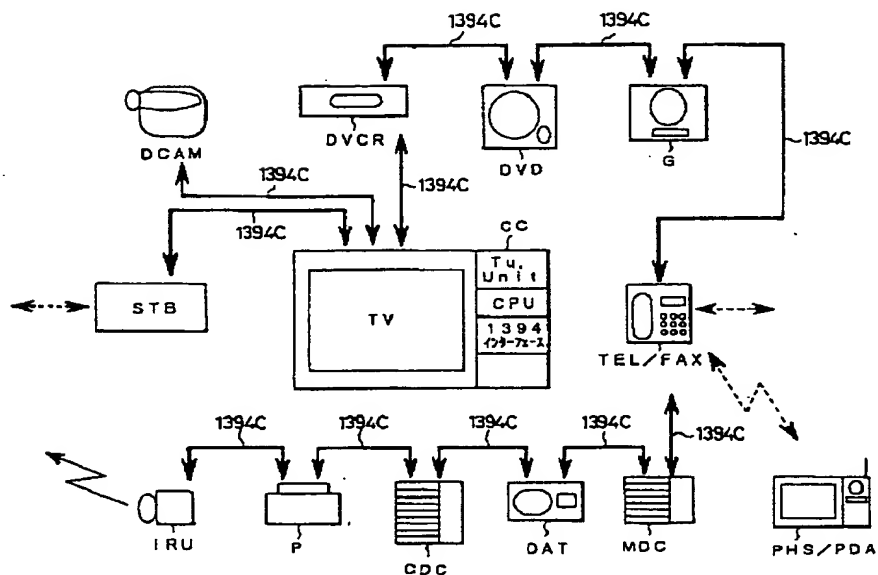 1394C
1394C
1394C
DCAM
DVCR
DVD
G
1394C
1394C
1394C
1394C
CC
Tu.
Unit
STB
TV
CPU
1394
インターフェース
TEL/FAX
1394C
1394C
1394C
1394C
1394C
IRU
P
CDC
DAT
MDC
PHS/PDA